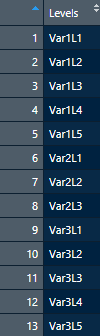 Levels
1 Var1L1
2 Var1L2
3 Var1L3
4 Var1L4
5 Var1L5
6 Var2L1
7 Var2L2
8 Var2L3
9 Var3L1
10 Var3L2
11 Var3L3
12 Var3L4
13 Var3L5